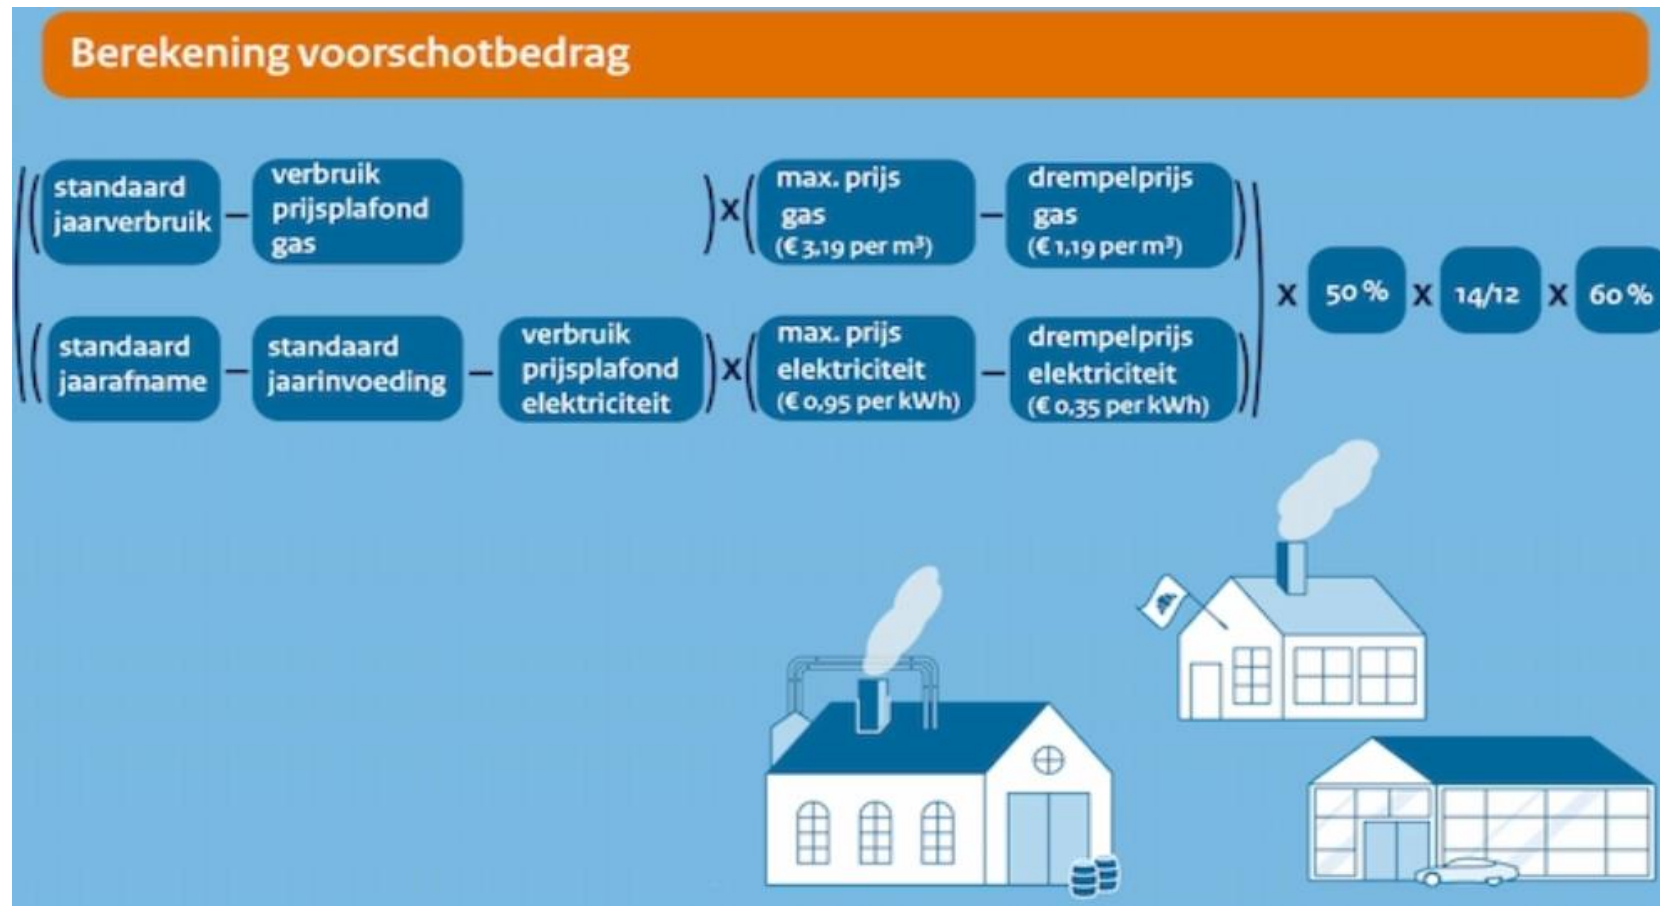 Berekening voorschotbedrag
((
standaard
jaarverbruik
–
verbruik
prijsplafond
gas
) x (
max. prijs
gas
(€ 3,19 per m³)
–
drempelprijs
gas
(€ 1,19 per m³)
))
(
standaard
jaarafname
–
standaard
jaarinvoeding
–
verbruik
prijsplafond
elektriciteit
) x (
max. prijs
elektriciteit
(€ 0,95 per kWh)
–
drempelprijs
elektriciteit
(€ 0,35 per kWh)
))
x 50 % x 14/12 x 60 %